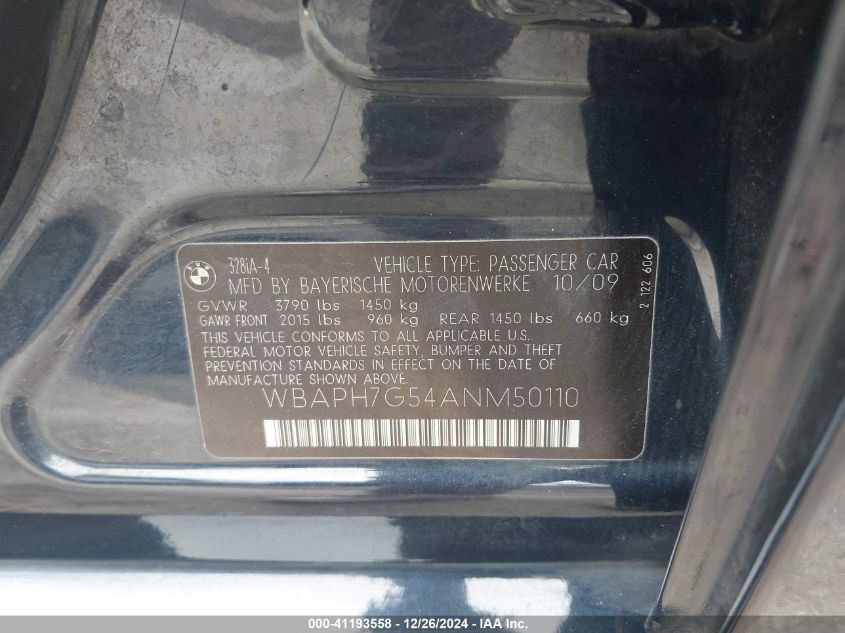 BMW
328iA-4 VEHICLE TYPE: PASSENGER CAR
MFD BY BAYERISCHE MOTORENWERKE 10/09
GVWR 3790 lbs 1450 kg
GAWR FRONT 2015 lbs 960 kg REAR 1450 lbs 660 kg
THIS VEHICLE CONFORMS TO ALL APPLICABLE U.S.
FEDERAL MOTOR VEHICLE SAFETY, BUMPER AND THEFT
PREVENTION STANDARDS IN EFFECT ON THE DATE OF
MANUFACTURE SHOWN ABOVE.
WBAPH7G54ANM50110
2 122 606
000-41193558 - 12/26/2024 - IAA Inc.